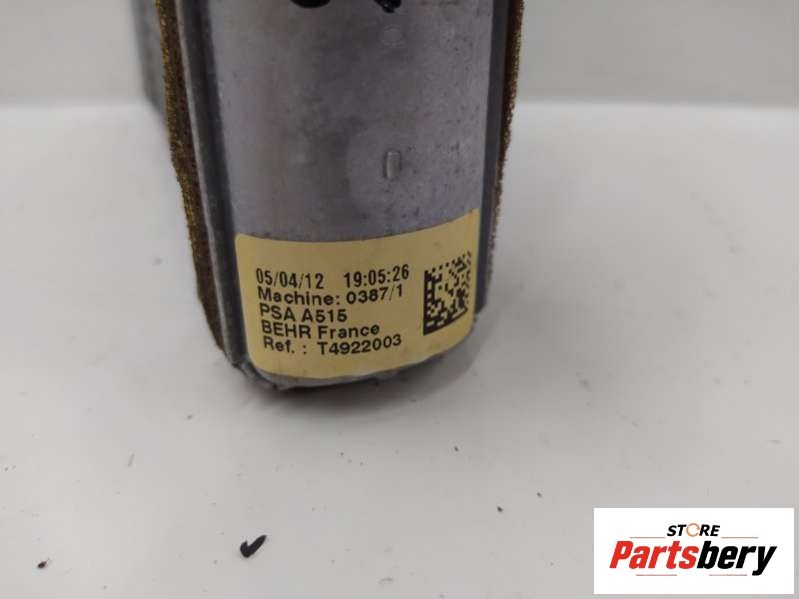 05/04/12 19:05:26
Machine: 0387/1
PSA A515
BEHR France
Ref. : T4922003
STORE
Partsbery